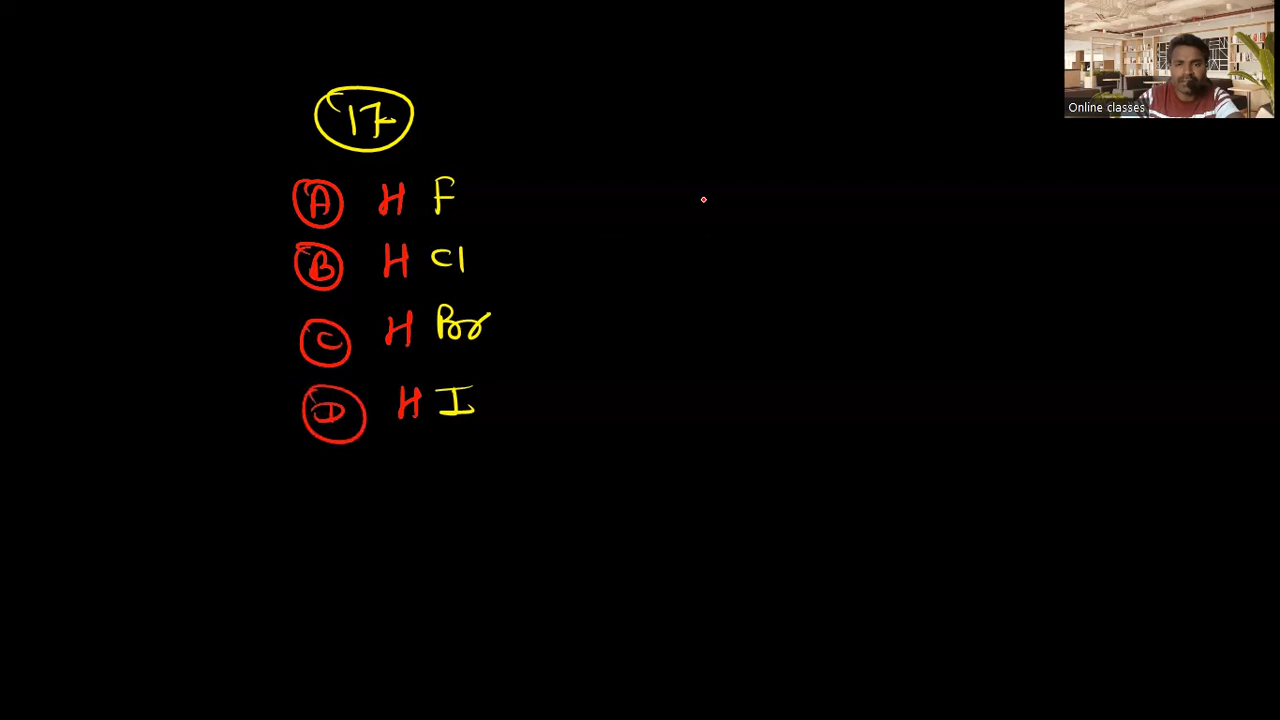 17
A H F
B H Cl
C H Br
D H I
Online classes